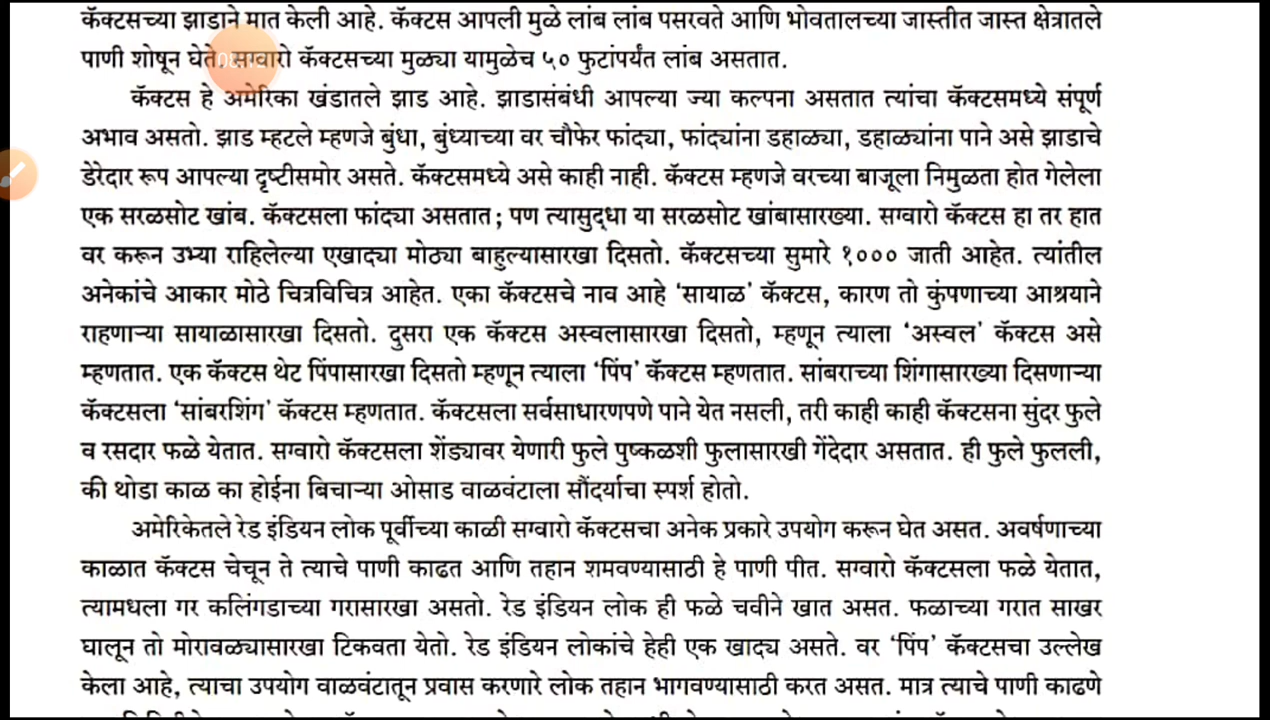 कॅक्टसच्या झाडाने मात केली आहे. कॅक्टस आपली मुळे लांब लांब पसरवते आणि भोवतालच्या जास्तीत जास्त क्षेत्रातले
पाणी शोषून घेते. सग्वारो कॅक्टसच्या मुळ्या यामुळेच ५० फुटांपर्यंत लांब असतात.
कॅक्टस हे अमेरिका खंडातले झाड आहे. झाडासंबंधी आपल्या ज्या कल्पना असतात त्यांचा कॅक्टसमध्ये संपूर्ण
अभाव असतो. झाड म्हटले म्हणजे बुंधा, बुंध्याच्या वर चौफेर फांद्या, फांद्यांना डहाळ्या, डहाळ्यांना पाने असे झाडाचे
डेरेदार रूप आपल्या दृष्टीसमोर असते. कॅक्टसमध्ये असे काही नाही. कॅक्टस म्हणजे वरच्या बाजूला निमुळता होत गेलेला
एक सरळसोट खांब. कॅक्टसला फांद्या असतात; पण त्यासुद्धा या सरळसोट खांबासारख्या. सग्वारो कॅक्टस हा तर हात
वर करून उभ्या राहिलेल्या एखाद्या मोठ्या बाहुल्यासारखा दिसतो. कॅक्टसच्या सुमारे १००० जाती आहेत. त्यांतील
अनेकांचे आकार मोठे चित्रविचित्र आहेत. एका कॅक्टसचे नाव आहे ‘सायाळ’ कॅक्टस, कारण तो कुंपणाच्या आश्रयाने
राहणाऱ्या सायाळासारखा दिसतो. दुसरा एक कॅक्टस अस्वलासारखा दिसतो, म्हणून त्याला ‘अस्वल’ कॅक्टस असे
म्हणतात. एक कॅक्टस थेट पिंपासारखा दिसतो म्हणून त्याला ‘पिंप’ कॅक्टस म्हणतात. सांबराच्या शिंगासारख्या दिसणाऱ्या
कॅक्टसला ‘सांबरशिंग’ कॅक्टस म्हणतात. कॅक्टसला सर्वसाधारणपणे पाने येत नसली, तरी काही काही कॅक्टसना सुंदर फुले
व रसदार फळे येतात. सग्वारो कॅक्टसला शेंड्यावर येणारी फुले पुष्कळशी फुलासारखी गेंदेदार असतात. ही फुले फुलली,
की थोडा काळ का होईना बिचाऱ्या ओसाड वाळवंटाला सौंदर्याचा स्पर्श होतो.
अमेरिकेतले रेड इंडियन लोक पूर्वीच्या काळी सग्वारो कॅक्टसचा अनेक प्रकारे उपयोग करून घेत असत. अवर्षणाच्या
काळात कॅक्टस चेचून ते त्याचे पाणी काढत आणि तहान शमवण्यासाठी हे पाणी पीत. सग्वारो कॅक्टसला फळे येतात,
त्यामधला गर कलिंगडाच्या गरासारखा असतो. रेड इंडियन लोक ही फळे चवीने खात असत. फळाच्या गरात साखर
घालून तो मोरावळ्यासारखा टिकवता येतो. रेड इंडियन लोकांचे हेही एक खाद्य असते. वर ‘पिंप’ कॅक्टसचा उल्लेख
केला आहे, त्याचा उपयोग वाळवंटातून प्रवास करणारे लोक तहान भागवण्यासाठी करत असत. मात्र त्याचे पाणी काढणे